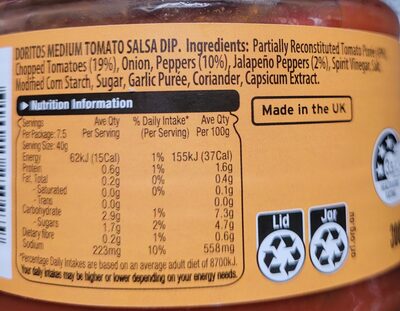 DORITOS MEDIUM TOMATO SALSA DIP. Ingredients: Partially Reconstituted Tomato
Chopped Tomatoes (19%), Onion, Peppers (10%), Jalapeño Peppers (2%), Spirit Vinegar, Salt,
Modified Corn Starch, Sugar, Garlic Purée, Coriander, Capsicum Extract.
Nutrition Information
Made in the UK
Servings Ave Qty % Daily Intake* Ave Qty
Per Package: 7.5 Per Serving (Per Serving) Per 100g
Serving Size: 40g
Energy 62kJ (15Cal) 1% 155kJ (37Cal)
Protein 0.6g 1% 1.6g
Fat, Total 0.2g 0% 0.4g
- Saturated 0.0g 0% 0.1g
- Trans 0.0g 0.0g
Carbohydrate 2.9g 1% 7.3g
- Sugars 1.7g 2% 4.7g
Dietary fibre 0.2g 1% 0.6g
Sodium 223mg 10% 558mg
*Percentage Daily Intakes are based on an average adult diet of 8700kJ.
Your daily intakes may be higher or lower depending on your energy needs.
Lid Jar